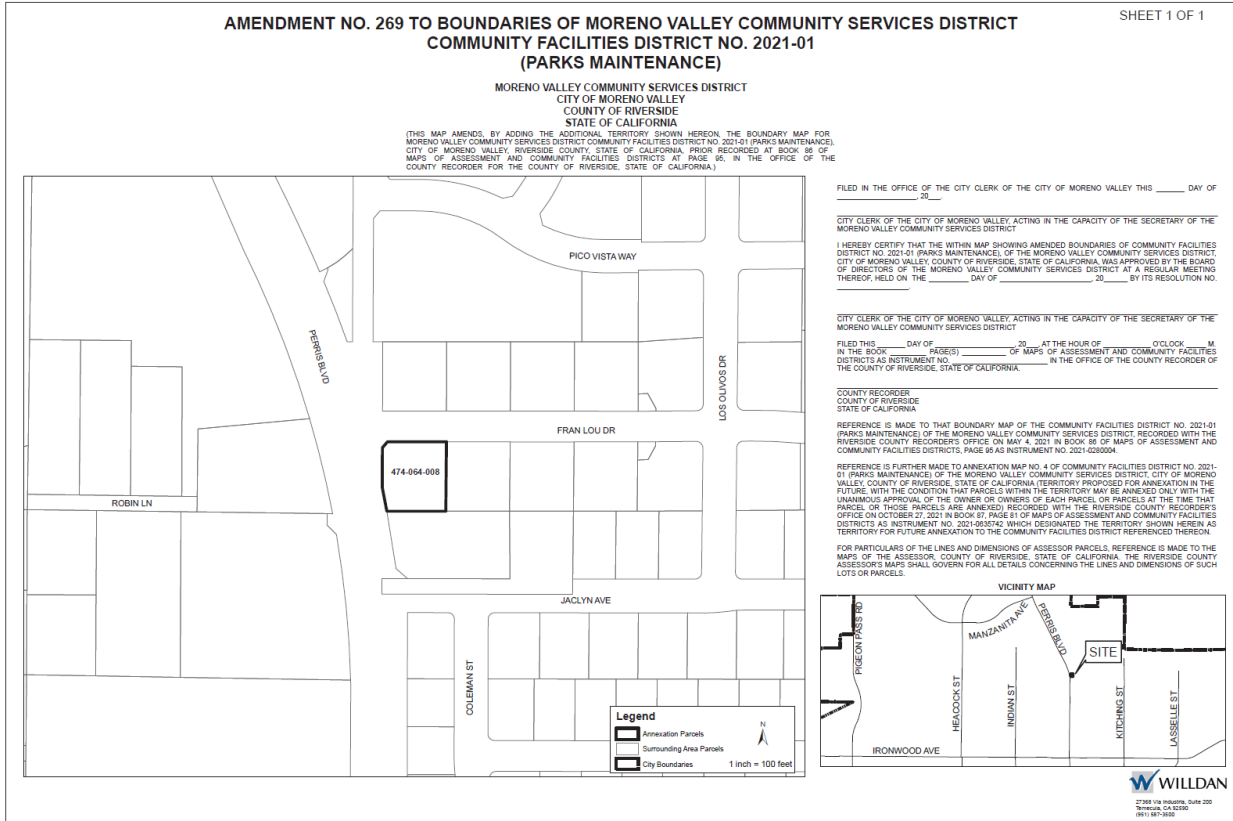 SHEET 1 OF 1
AMENDMENT NO. 269 TO BOUNDARIES OF MORENO VALLEY COMMUNITY SERVICES DISTRICT
COMMUNITY FACILITIES DISTRICT NO. 2021-01
(PARKS MAINTENANCE)
MORENO VALLEY COMMUNITY SERVICES DISTRICT
CITY OF MORENO VALLEY
COUNTY OF RIVERSIDE
STATE OF CALIFORNIA
(THIS MAP AMENDS, BY ADDING THE ADDITIONAL TERRITORY SHOWN HEREON, THE BOUNDARY MAP FOR
MORENO VALLEY COMMUNITY SERVICES DISTRICT COMMUNITY FACILITIES DISTRICT NO. 2021-01 (PARKS MAINTENANCE),
CITY OF MORENO VALLEY, RIVERSIDE COUNTY, STATE OF CALIFORNIA, PRIOR RECORDED AT BOOK 86 OF
MAPS OF ASSESSMENT AND COMMUNITY FACILITIES DISTRICTS AT PAGE 95, IN THE OFFICE OF THE
COUNTY RECORDER FOR THE COUNTY OF RIVERSIDE, STATE OF CALIFORNIA.)
PICO VISTA WAY
PERRIS BLVD
LOS OLIVOS DR
FRAN LOU DR
474-064-008
ROBIN LN
JACLYN AVE
COLEMAN ST
Legend
Annexation Parcels
Surrounding Area Parcels
City Boundaries
N
1 inch = 100 feet
FILED IN THE OFFICE OF THE CITY CLERK OF THE CITY OF MORENO VALLEY THIS ______ DAY OF
________________, 20___.
CITY CLERK OF THE CITY OF MORENO VALLEY, ACTING IN THE CAPACITY OF THE SECRETARY OF THE
MORENO VALLEY COMMUNITY SERVICES DISTRICT
I HEREBY CERTIFY THAT THE WITHIN MAP SHOWING AMENDED BOUNDARIES OF COMMUNITY FACILITIES
DISTRICT NO. 2021-01 (PARKS MAINTENANCE), OF THE MORENO VALLEY COMMUNITY SERVICES DISTRICT,
CITY OF MORENO VALLEY, COUNTY OF RIVERSIDE, STATE OF CALIFORNIA, WAS APPROVED BY THE BOARD
OF DIRECTORS OF THE MORENO VALLEY COMMUNITY SERVICES DISTRICT AT A REGULAR MEETING
THEREOF, HELD ON THE ________ DAY OF ___________________, 20_____ BY ITS RESOLUTION NO.
_______________.
CITY CLERK OF THE CITY OF MORENO VALLEY, ACTING IN THE CAPACITY OF THE SECRETARY OF THE
MORENO VALLEY COMMUNITY SERVICES DISTRICT
FILED THIS ______ DAY OF ________________, 20___, AT THE HOUR OF __________ O'CLOCK ____ M.
IN THE BOOK _______ PAGE(S) _________ OF MAPS OF ASSESSMENT AND COMMUNITY FACILITIES
DISTRICTS AS INSTRUMENT NO. ____________________ IN THE OFFICE OF THE COUNTY RECORDER OF
THE COUNTY OF RIVERSIDE, STATE OF CALIFORNIA.
COUNTY RECORDER
COUNTY OF RIVERSIDE
STATE OF CALIFORNIA
REFERENCE IS MADE TO THAT BOUNDARY MAP OF THE COMMUNITY FACILITIES DISTRICT NO. 2021-01
(PARKS MAINTENANCE) OF THE MORENO VALLEY COMMUNITY SERVICES DISTRICT, RECORDED WITH THE
RIVERSIDE COUNTY RECORDER'S OFFICE ON MAY 4, 2021 IN BOOK 86 OF MAPS OF ASSESSMENT AND
COMMUNITY FACILITIES DISTRICTS, PAGE 95 AS INSTRUMENT NO. 2021-0280004.
REFERENCE IS FURTHER MADE TO ANNEXATION MAP NO. 4 OF COMMUNITY FACILITIES DISTRICT NO. 2021-
01 (PARKS MAINTENANCE) OF THE MORENO VALLEY COMMUNITY SERVICES DISTRICT, CITY OF MORENO
VALLEY, COUNTY OF RIVERSIDE, STATE OF CALIFORNIA (TERRITORY PROPOSED FOR ANNEXATION IN THE
FUTURE, WITH THE CONDITION THAT PARCELS WITHIN THE TERRITORY MAY BE ANNEXED ONLY WITH THE
UNANIMOUS APPROVAL OF THE OWNER OR OWNERS OF EACH PARCEL OR PARCELS AT THE TIME THAT
PARCEL OR THOSE PARCELS ARE ANNEXED) RECORDED WITH THE RIVERSIDE COUNTY RECORDER'S
OFFICE ON OCTOBER 27, 2021 IN BOOK 87, PAGE 81 OF MAPS OF ASSESSMENT AND COMMUNITY FACILITIES
DISTRICTS AS INSTRUMENT NO. 2021-0635742 WHICH DESIGNATED THE TERRITORY SHOWN HEREIN AS
TERRITORY FOR FUTURE ANNEXATION TO THE COMMUNITY FACILITIES DISTRICT REFERENCED THEREON.
FOR PARTICULARS OF THE LINES AND DIMENSIONS OF ASSESSOR PARCELS, REFERENCE IS MADE TO THE
MAPS OF THE ASSESSOR, COUNTY OF RIVERSIDE, STATE OF CALIFORNIA. THE RIVERSIDE COUNTY
ASSESSOR'S MAPS SHALL GOVERN FOR ALL DETAILS CONCERNING THE LINES AND DIMENSIONS OF SUCH
LOTS OR PARCELS.
VICINITY MAP
PIGEON PASS RD
MANZANITA AVE
PERRIS BLVD
SITE
HEACOCK ST
INDIAN ST
KITCHING ST
LASSELLE ST
IRONWOOD AVE
WILLDAN
27368 Via Industria, Suite 200
Temecula, CA 92590
(951) 587-3500